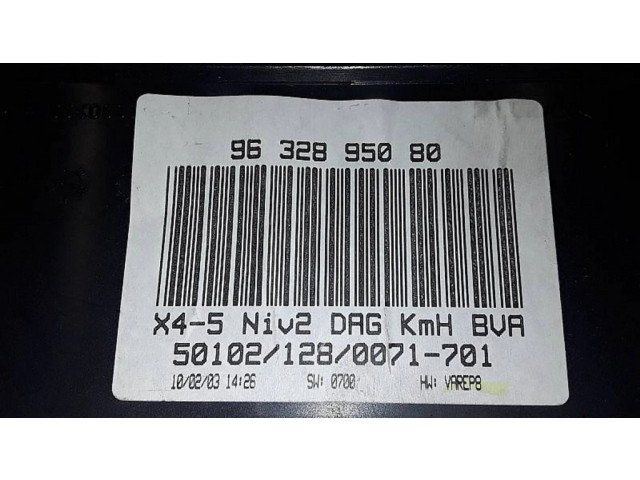 96 328 950 80
X4-5 Niv2 DAG KmH BVA
50102/128/0071-701
10/02/03 14:26 SW: 0700 HW: VAREP8